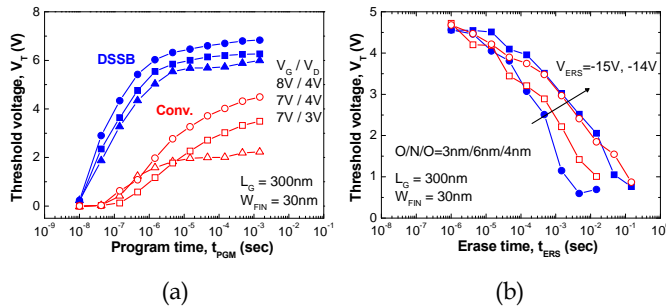 DSSB
V_G / V_D
8V / 4V
7V / 4V
7V / 3V
Conv.
L_G = 300nm
W_FIN = 30nm
Threshold voltage, V_T (V)
8
6
4
2
0
10^-8 10^-7 10^-6 10^-5 10^-4 10^-3 10^-2 10^-1
Program time, t_PGM (sec)
(a)
V_ERS=-15V, -14V
O/N/O=3nm/6nm/4nm
L_G = 300nm
W_FIN = 30nm
Threshold voltage, V_T (V)
5
4
3
2
1
0
10^-8 10^-7 10^-6 10^-5 10^-4 10^-3 10^-2 10^-1 10^0
Erase time, t_ERS (sec)
(b)